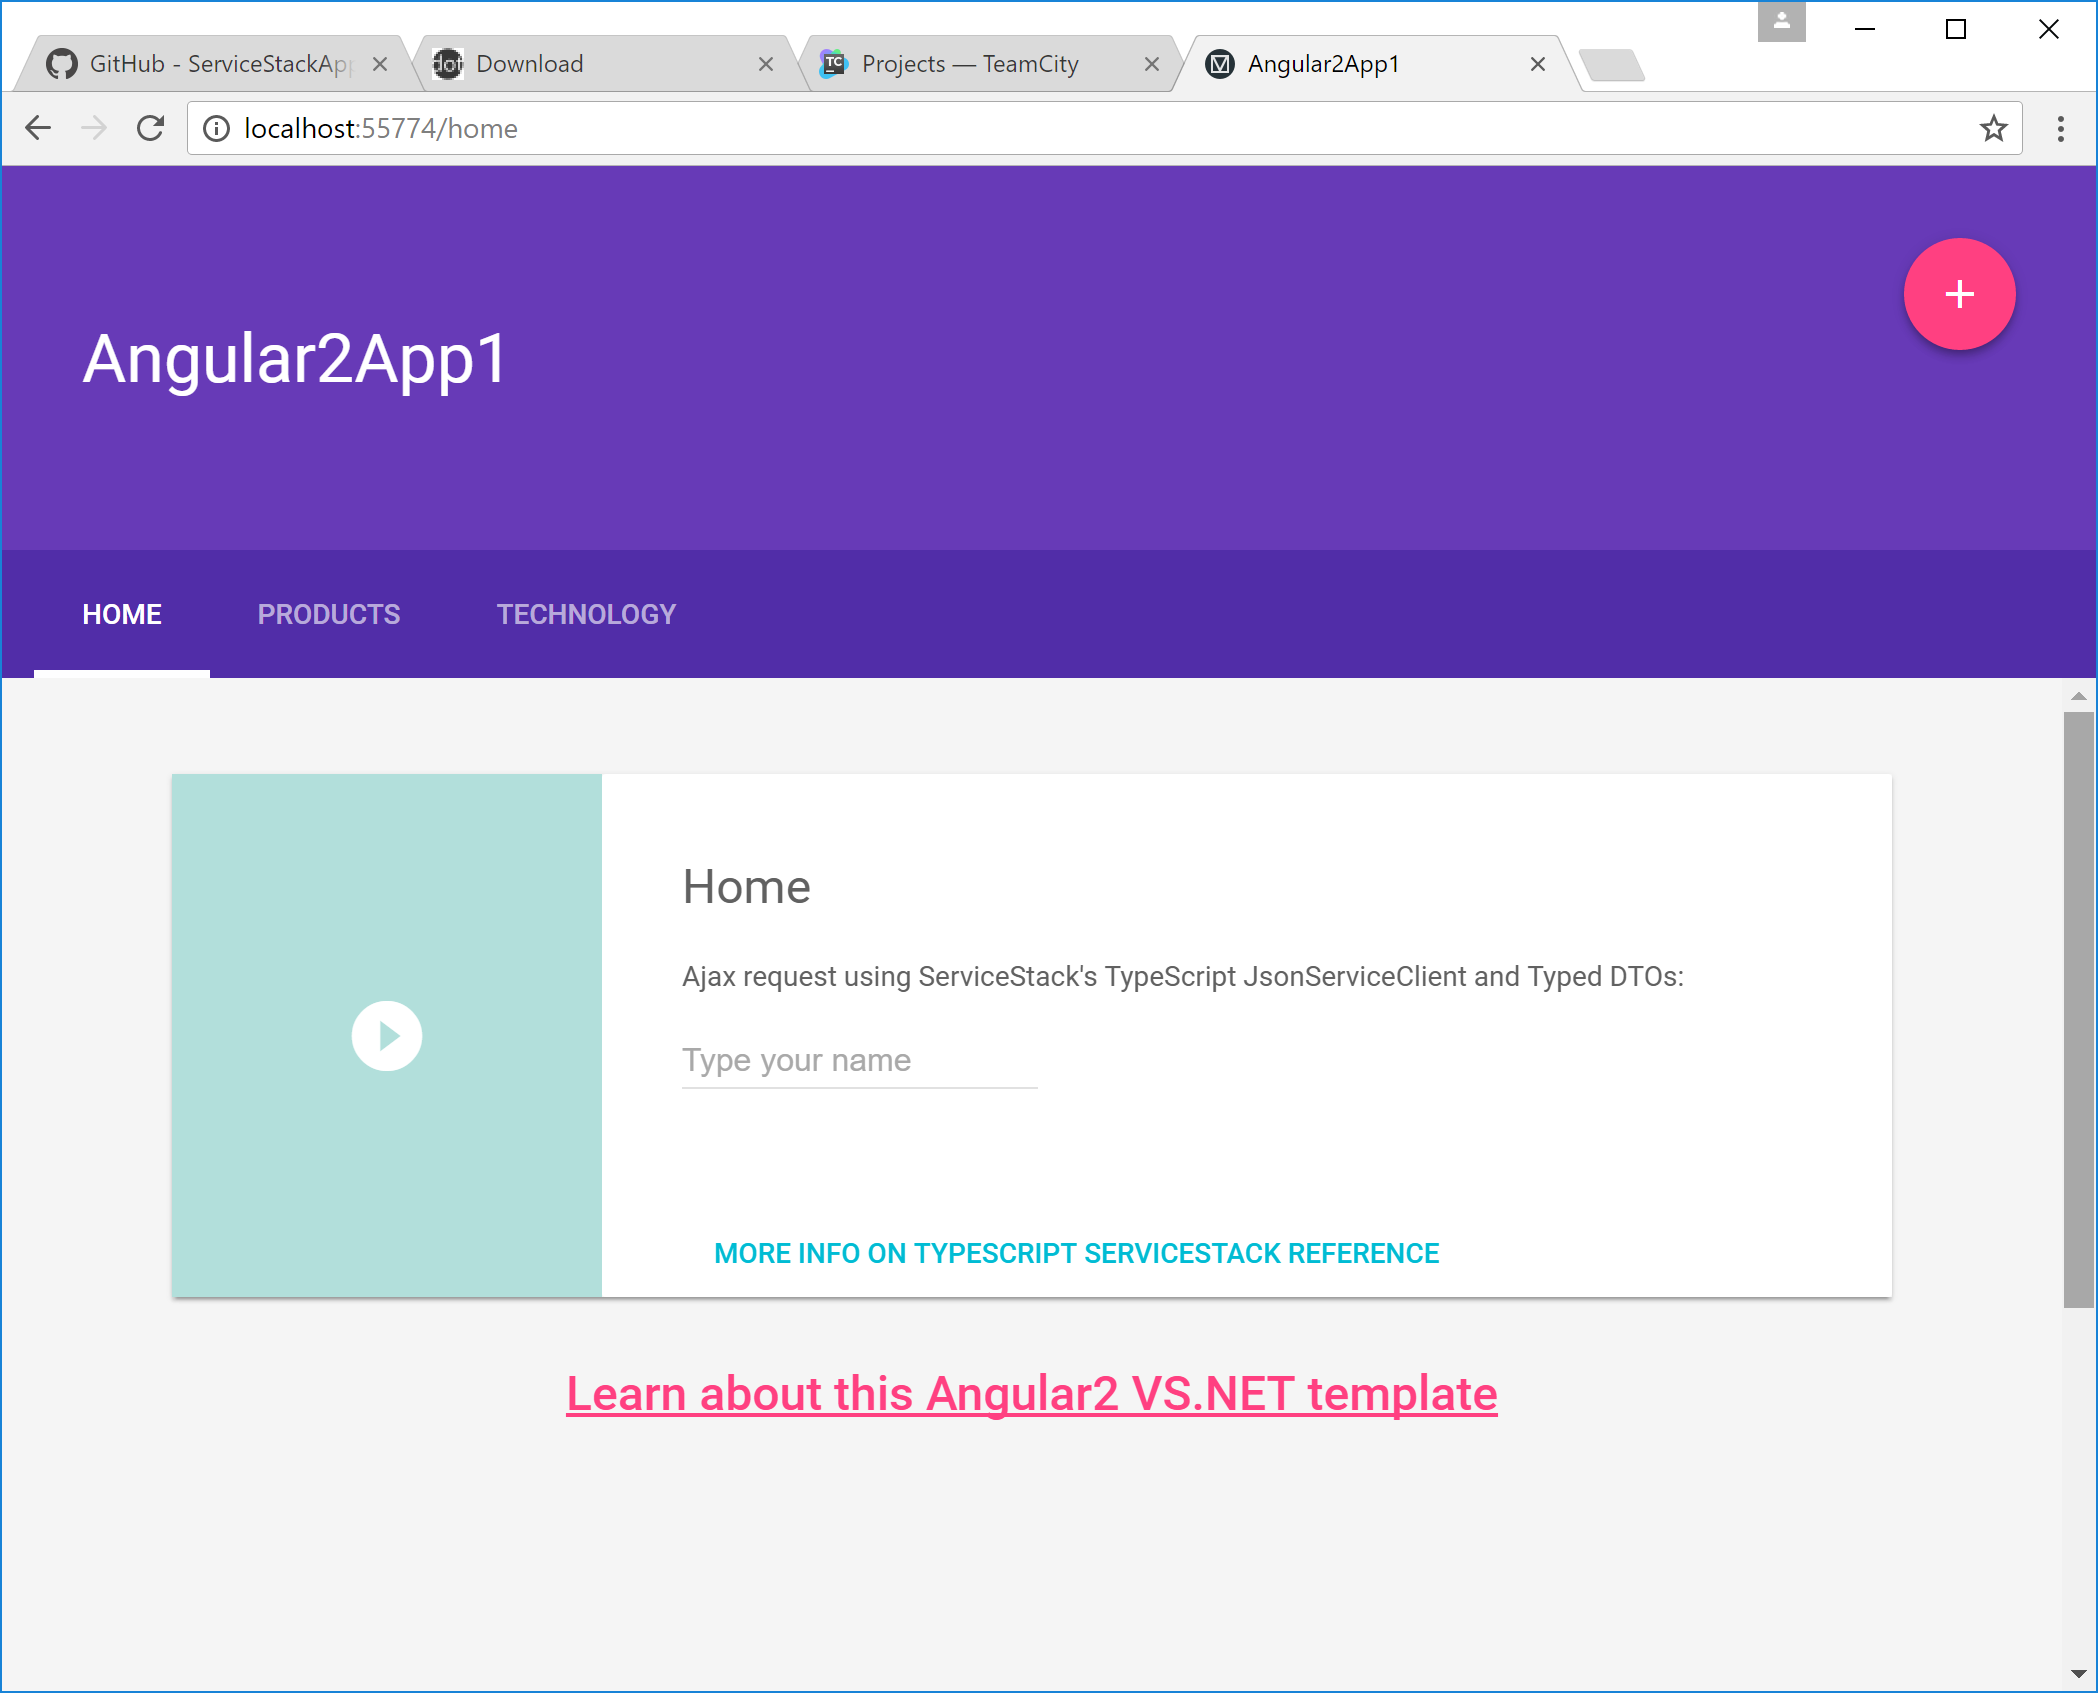 GitHub - ServiceStackApp
Download
Projects — TeamCity
Angular2App1
localhost:55774/home
Angular2App1
HOME
PRODUCTS
TECHNOLOGY
Home
Ajax request using ServiceStack's TypeScript JsonServiceClient and Typed DTOs:
Type your name
MORE INFO ON TYPESCRIPT SERVICESTACK REFERENCE
Learn about this Angular2 VS.NET template